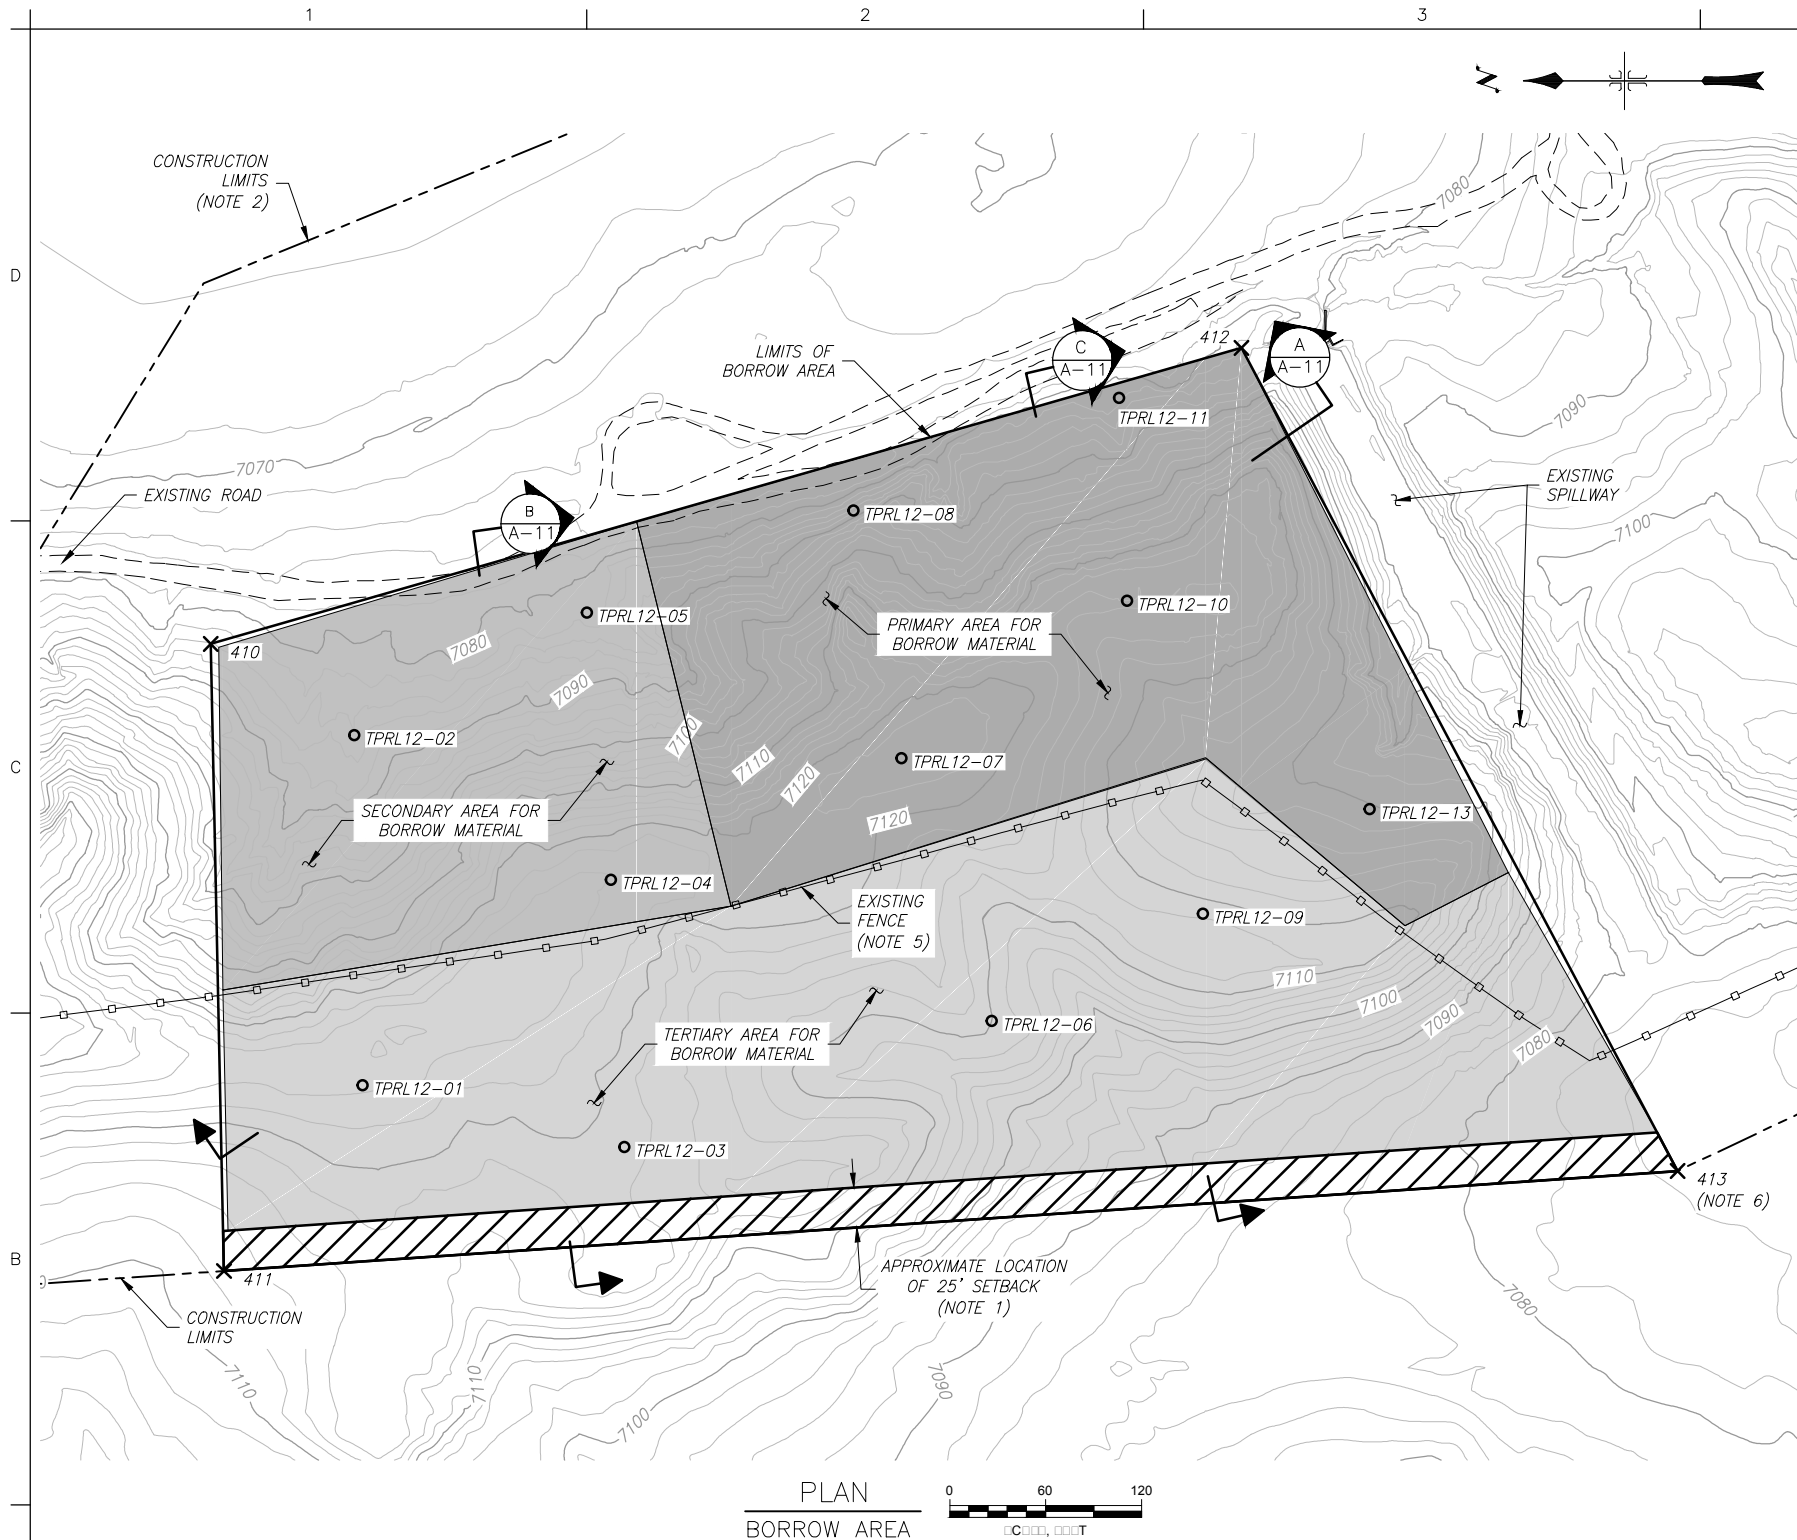 1
2
3
N
CONSTRUCTION
LIMITS
(NOTE 2)
7080
D
412
C
A-11
A
A-11
LIMITS OF
BORROW AREA
TPRL12-11
7090
7070
EXISTING ROAD
EXISTING
SPILLWAY
B
A-11
TPRL12-08
7100
TPRL12-05
TPRL12-10
410
7080
PRIMARY AREA FOR
BORROW MATERIAL
7090
TPRL12-02
7100
7110
7120
TPRL12-07
C
SECONDARY AREA FOR
BORROW MATERIAL
7120
TPRL12-13
TPRL12-04
EXISTING
FENCE
(NOTE 5)
TPRL12-09
7110
7100
7090
7080
TERTIARY AREA FOR
BORROW MATERIAL
TPRL12-06
TPRL12-01
TPRL12-03
413
(NOTE 6)
B
411
APPROXIMATE LOCATION
OF 25' SETBACK
(NOTE 1)
CONSTRUCTION
LIMITS
7080
7110
7110
7090
7100
PLAN
BORROW AREA
0 60 120